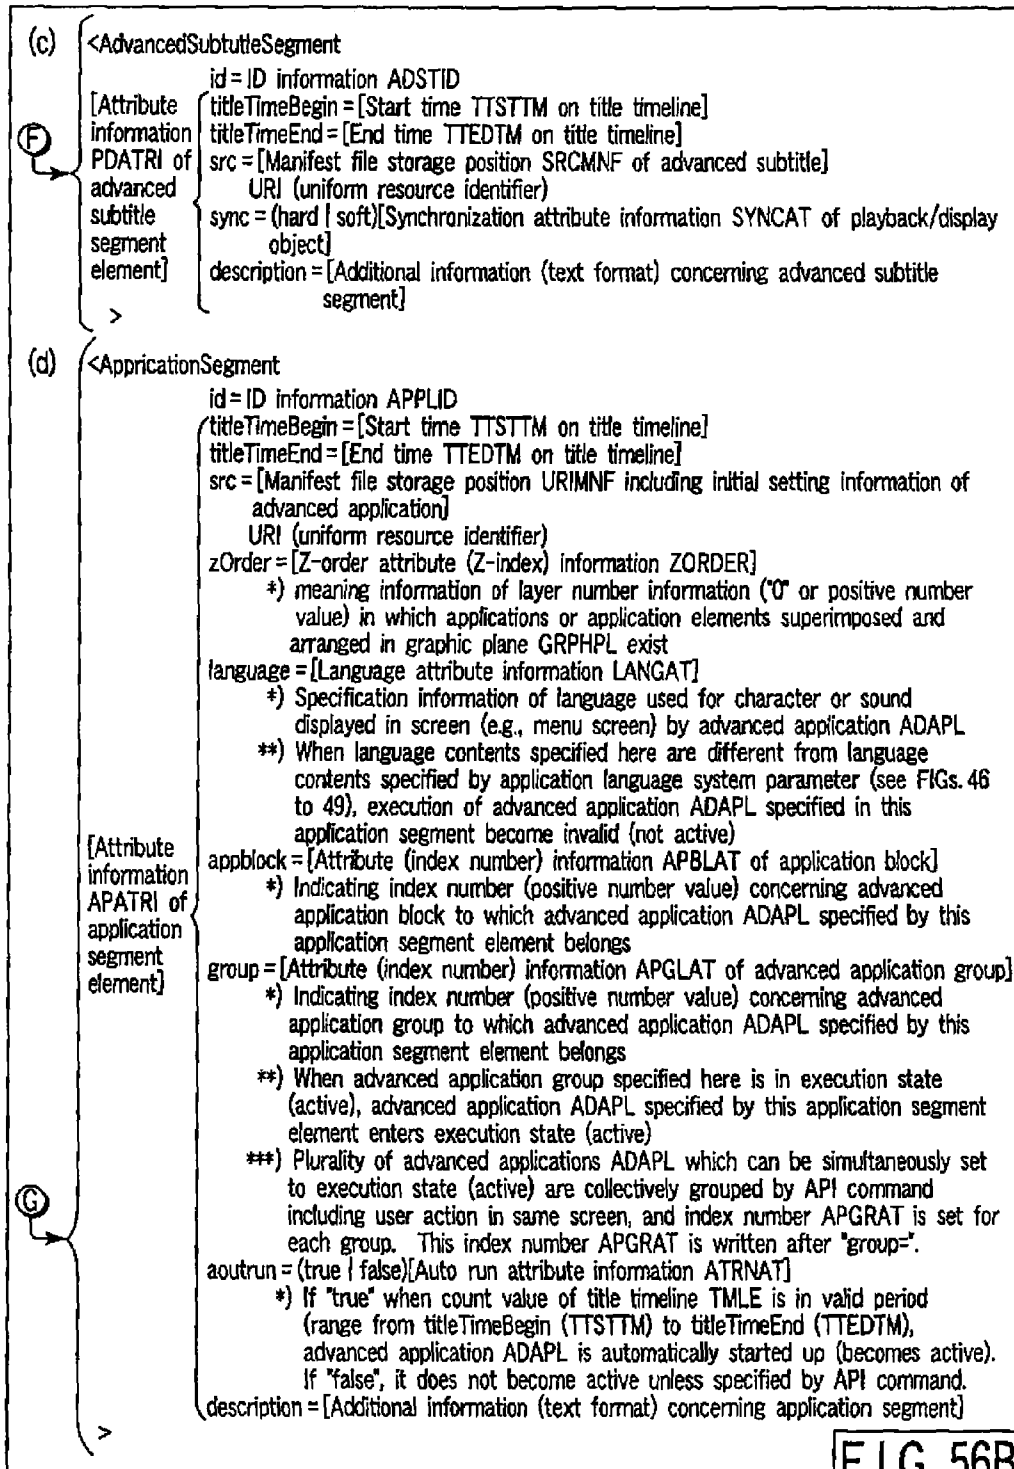 (c) <AdvancedSubtutleSegment
id = ID information ADSTID
[Attribute information PDATRI of advanced subtitle segment element]
titleTimeBegin = [Start time TTSTTM on title timeline]
titleTimeEnd = [End time TTEDTM on title timeline]
src = [Manifest file storage position SRCMNF of advanced subtitle]
URI (uniform resource identifier)
sync = (hard | soft)[Synchronization attribute information SYNCAT of playback/display
object]
description = [Additional information (text format) concerning advanced subtitle
segment]
>
F
(d) <ApplicationSegment
id = ID information APPLID
titleTimeBegin = [Start time TTSTTM on title timeline]
titleTimeEnd = [End time TTEDTM on title timeline]
src = [Manifest file storage position URIMNF including initial setting information of
advanced application]
URI (uniform resource identifier)
zOrder = [Z-order attribute (Z-index) information ZORDER]
*) meaning information of layer number information ("0" or positive number
value) in which applications or application elements superimposed and
arranged in graphic plane GRPHPL exist
language = [Language attribute information LANGAT]
*) Specification information of language used for character or sound
displayed in screen (e.g., menu screen) by advanced application ADAPL
**) When language contents specified here are different from language
contents specified by application language system parameter (see FIGs. 46
to 49), execution of advanced application ADAPL specified in this
application segment become invalid (not active)
[Attribute information APATRI of application segment element]
appblock = [Attribute (index number) information APBLAT of application block]
*) Indicating index number (positive number value) concerning advanced
application block to which advanced application ADAPL specified by this
application segment element belongs
group = [Attribute (index number) information APGLAT of advanced application group]
*) Indicating index number (positive number value) concerning advanced
application group to which advanced application ADAPL specified by this
application segment element belongs
**) When advanced application group specified here is in execution state
(active), advanced application ADAPL specified by this application segment
element enters execution state (active)
***) Plurality of advanced applications ADAPL which can be simultaneously set
to execution state (active) are collectively grouped by API command
including user action in same screen, and index number APGRAT is set for
each group. This index number APGRAT is written after "group=".
G
aoutrun = (true | false)[Auto run attribute information ATRNAT]
*) If "true" when count value of title timeline TMLE is in valid period
(range from titleTimeBegin (TTSTTM) to titleTimeEnd (TTEDTM),
advanced application ADAPL is automatically started up (becomes active).
If "false", it does not become active unless specified by API command.
description = [Additional information (text format) concerning application segment]
>
FIG. 56B